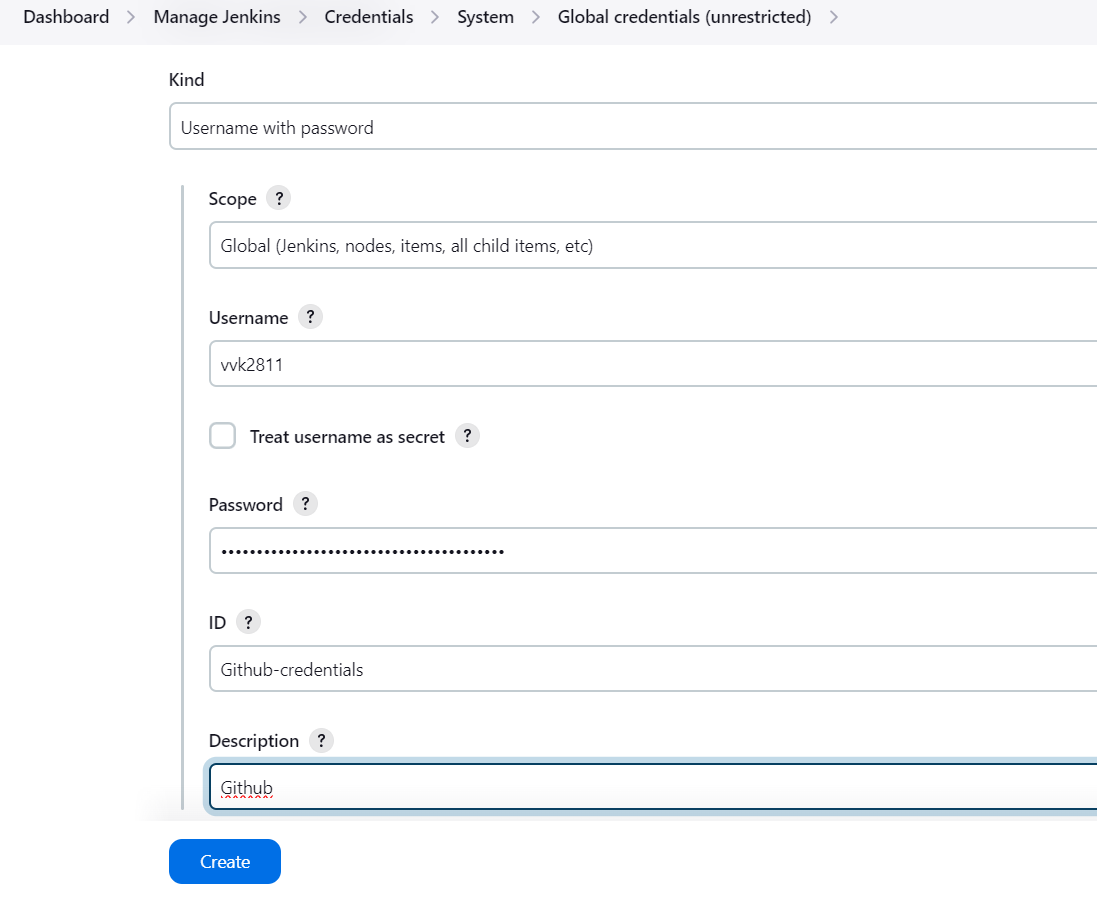 Dashboard > Manage Jenkins > Credentials > System > Global credentials (unrestricted) >
Kind
Username with password
Scope ?
Global (Jenkins, nodes, items, all child items, etc)
Username ?
vvk2811
Treat username as secret ?
Password ?
••••••••••••••••••••••••••••••••••••••••
ID ?
Github-credentials
Description ?
Github
Create